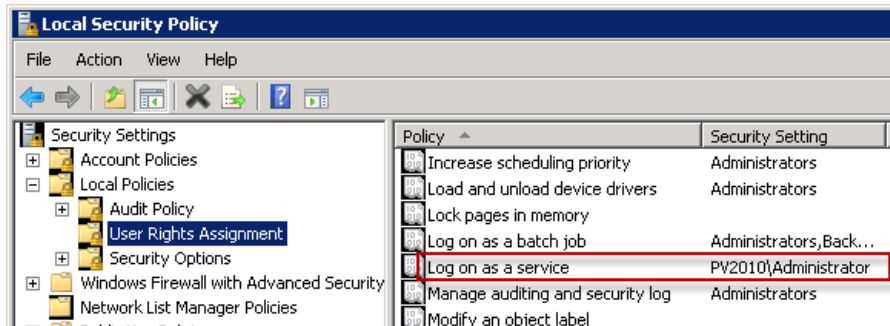 Local Security Policy
File Action View Help
Security Settings
Account Policies
Local Policies
Audit Policy
User Rights Assignment
Security Options
Windows Firewall with Advanced Security
Network List Manager Policies
Policy Security Setting
Increase scheduling priority Administrators
Load and unload device drivers Administrators
Lock pages in memory
Log on as a batch job Administrators,Back...
Log on as a service PV2010\Administrator
Manage auditing and security log Administrators
Modify an object label